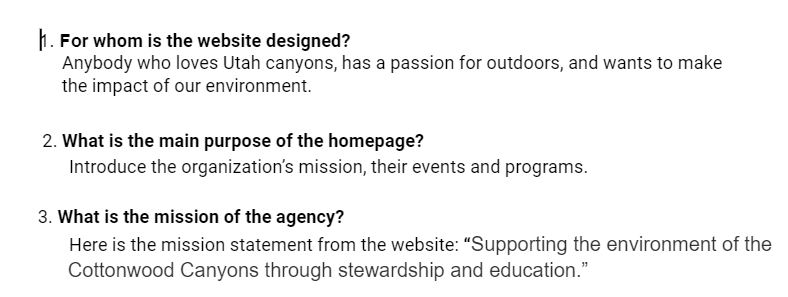 1. For whom is the website designed?
Anybody who loves Utah canyons, has a passion for outdoors, and wants to make
the impact of our environment.
2. What is the main purpose of the homepage?
Introduce the organization's mission, their events and programs.
3. What is the mission of the agency?
Here is the mission statement from the website: “Supporting the environment of the
Cottonwood Canyons through stewardship and education.”